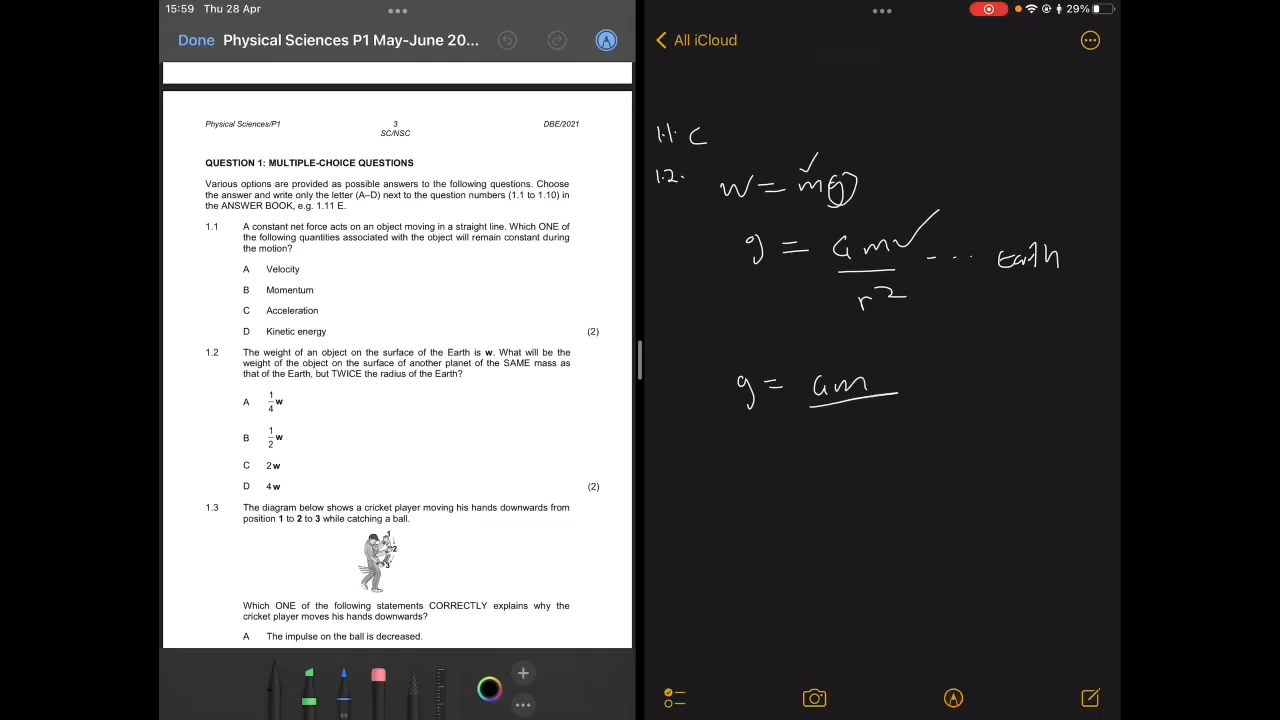 15:59 Thu 28 Apr
29%
Done Physical Sciences P1 May-June 20...
Physical Sciences/P1 3 DBE/2021
SC/NSC
QUESTION 1: MULTIPLE-CHOICE QUESTIONS
Various options are provided as possible answers to the following questions. Choose
the answer and write only the letter (A–D) next to the question numbers (1.1 to 1.10) in
the ANSWER BOOK, e.g. 1.11 E.
1.1 A constant net force acts on an object moving in a straight line. Which ONE of
the following quantities associated with the object will remain constant during
the motion?
A Velocity
B Momentum
C Acceleration
D Kinetic energy (2)
1.2 The weight of an object on the surface of the Earth is w. What will be the
weight of the object on the surface of another planet of the SAME mass as
that of the Earth, but TWICE the radius of the Earth?
A 1/4 w
B 1/2 w
C 2w
D 4w (2)
1.3 The diagram below shows a cricket player moving his hands downwards from
position 1 to 2 to 3 while catching a ball.
1
2
3
Which ONE of the following statements CORRECTLY explains why the
cricket player moves his hands downwards?
A The impulse on the ball is decreased.
All iCloud
1.1. C
1.2. w = mg
g = Gm ✓ --... Earth
r²
g = Gm